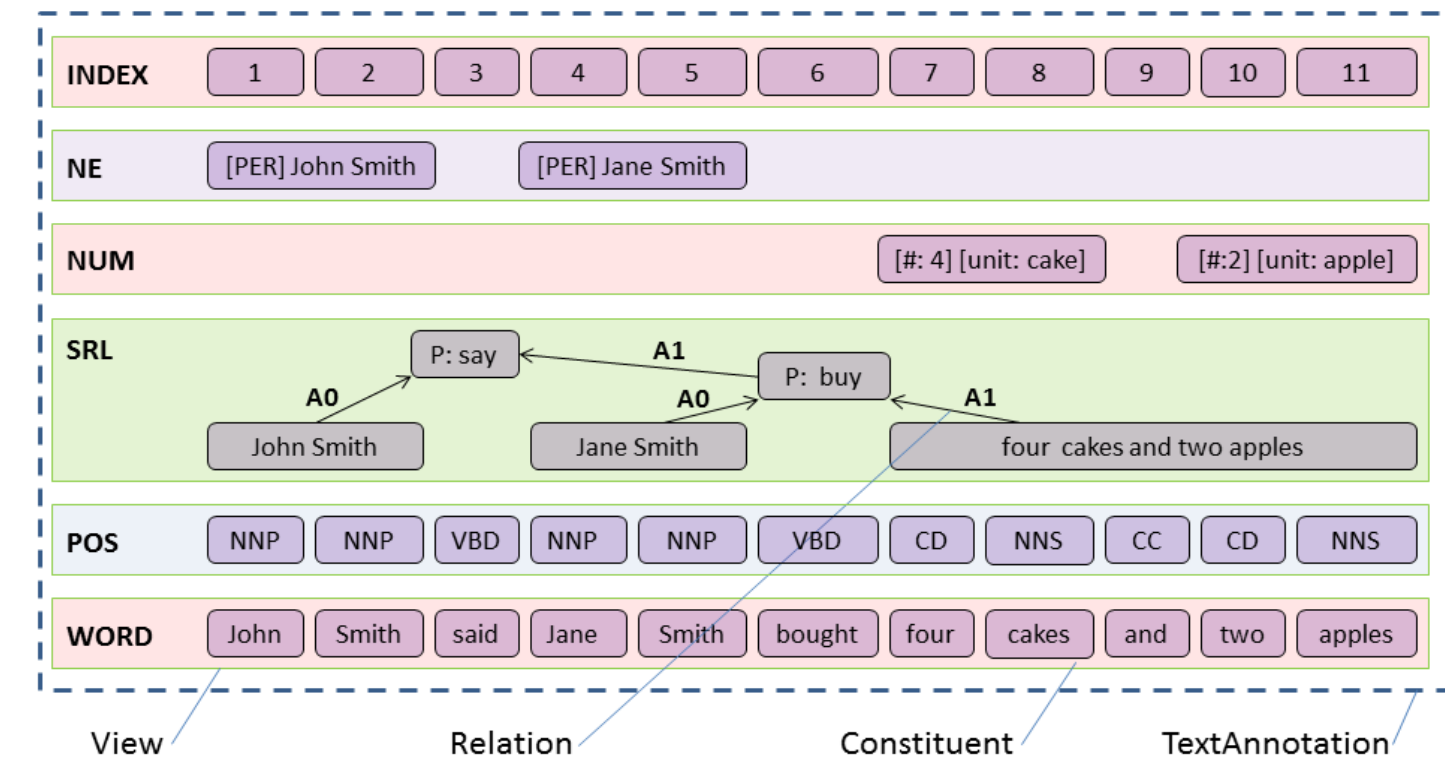 INDEX 1 2 3 4 5 6 7 8 9 10 11
NE [PER] John Smith [PER] Jane Smith
NUM [#: 4] [unit: cake] [#:2] [unit: apple]
SRL P: say A1 P: buy
A0 A0 A1
John Smith Jane Smith four cakes and two apples
POS NNP NNP VBD NNP NNP VBD CD NNS CC CD NNS
WORD John Smith said Jane Smith bought four cakes and two apples
View Relation Constituent TextAnnotation